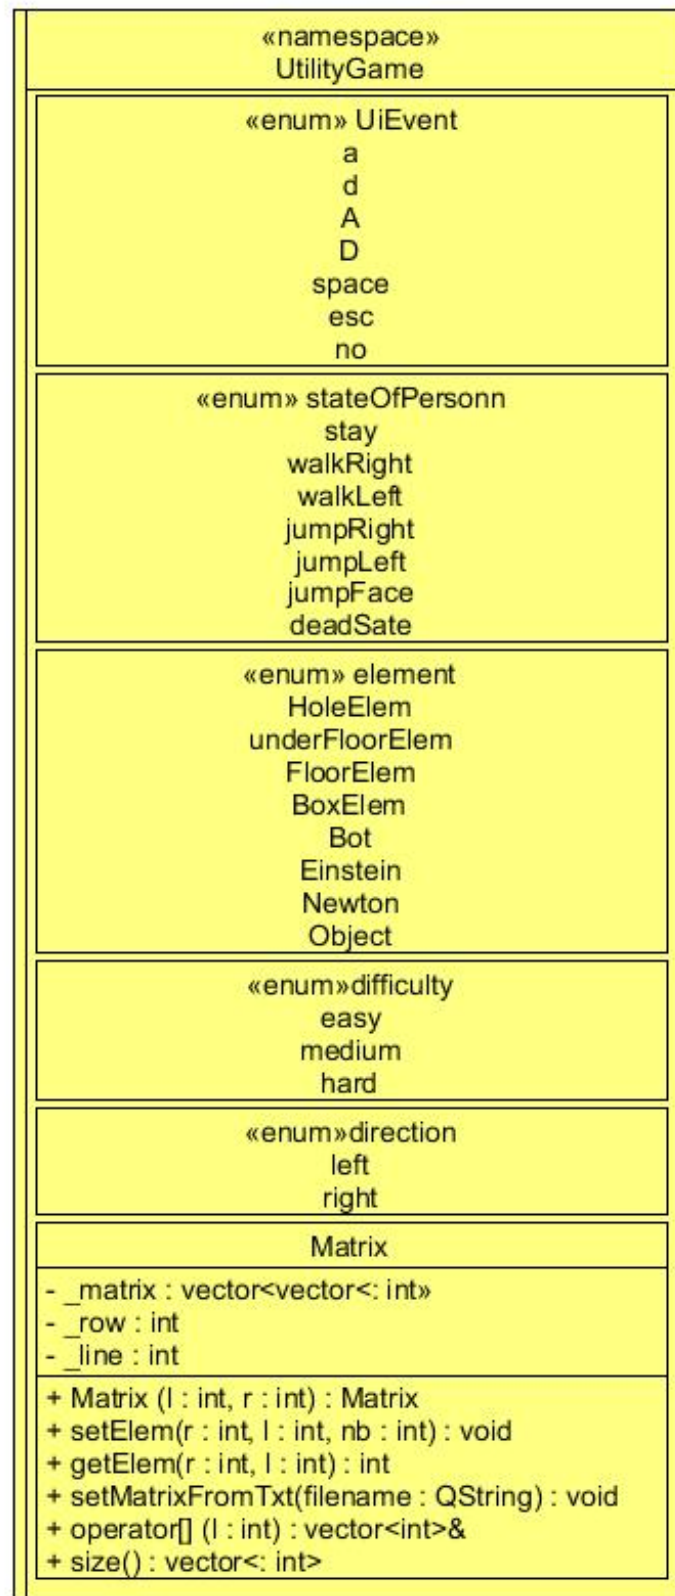 «namespace»
UtilityGame
«enum» UiEvent
a
d
A
D
space
esc
no
«enum» stateOfPersonn
stay
walkRight
walkLeft
jumpRight
jumpLeft
jumpFace
deadSate
«enum» element
HoleElem
underFloorElem
FloorElem
BoxElem
Bot
Einstein
Newton
Object
«enum»difficulty
easy
medium
hard
«enum»direction
left
right
Matrix
- _matrix : vector<vector<: int»
- _row : int
- _line : int
+ Matrix (l : int, r : int) : Matrix
+ setElem(r : int, l : int, nb : int) : void
+ getElem(r : int, l : int) : int
+ setMatrixFromTxt(filename : QString) : void
+ operator[] (l : int) : vector<int>&
+ size() : vector<: int>